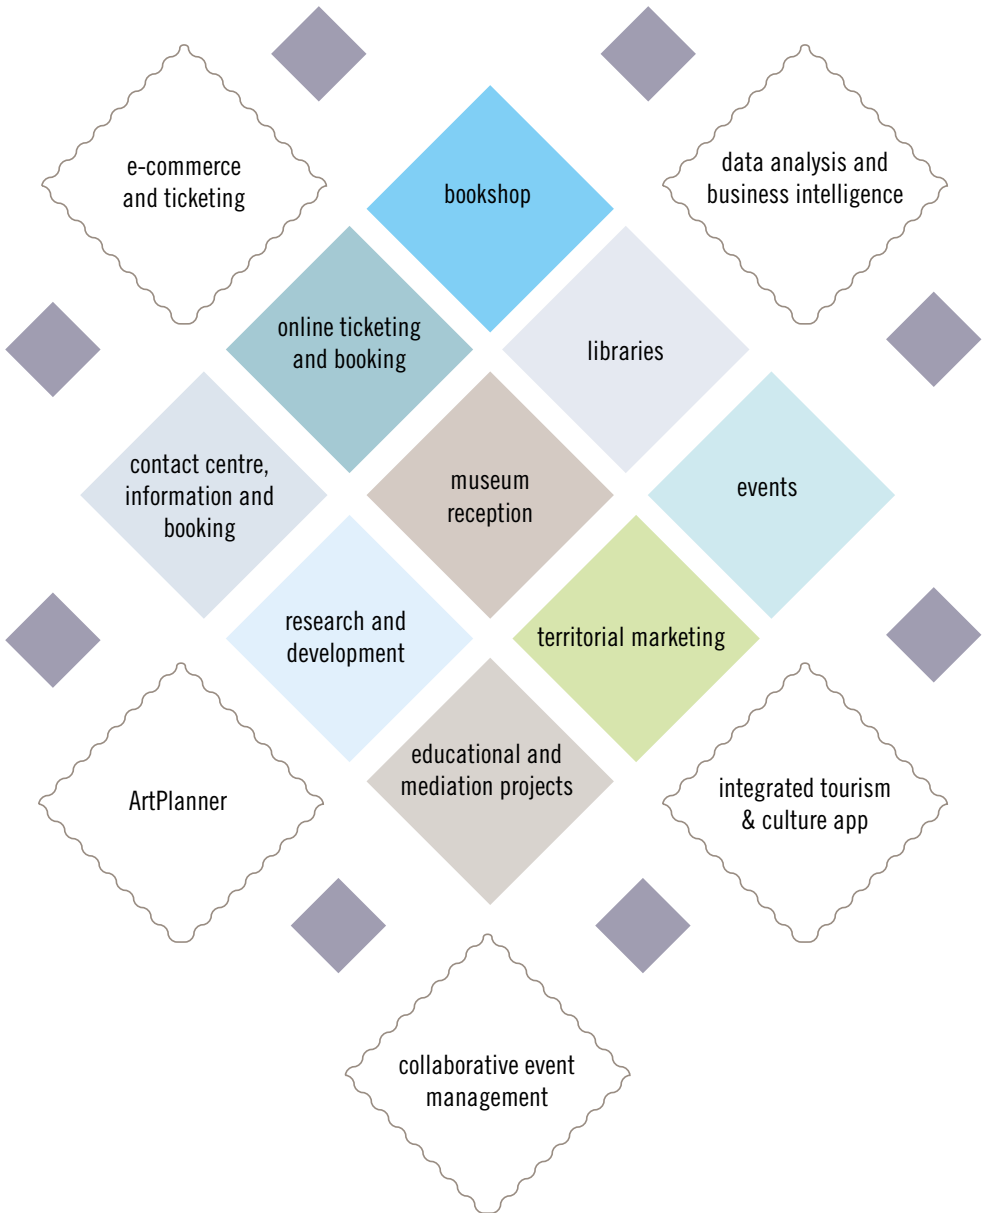 e-commerce
and ticketing
data analysis and
business intelligence
bookshop
online ticketing
and booking
libraries
contact centre,
information and
booking
museum
reception
events
research and
development
territorial marketing
educational and
mediation projects
ArtPlanner
integrated tourism
& culture app
collaborative event
management